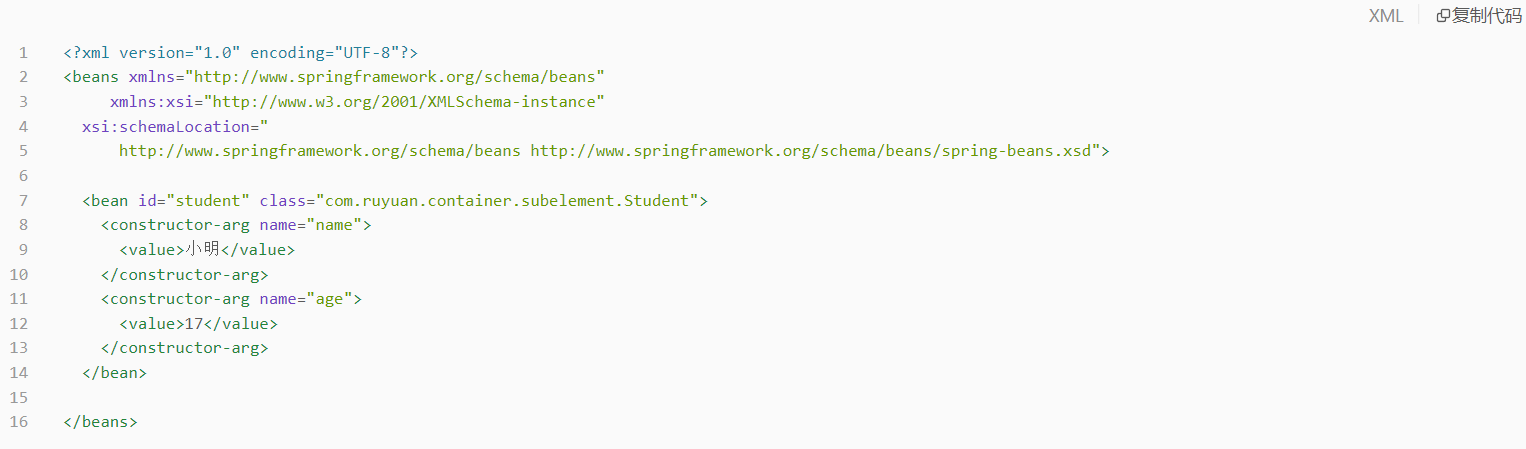 XML 复制代码
1 <?xml version="1.0" encoding="UTF-8"?>
2 <beans xmlns="http://www.springframework.org/schema/beans"
3 xmlns:xsi="http://www.w3.org/2001/XMLSchema-instance"
4 xsi:schemaLocation="
5 http://www.springframework.org/schema/beans http://www.springframework.org/schema/beans/spring-beans.xsd">
6
7 <bean id="student" class="com.ruyuan.container.subelement.Student">
8 <constructor-arg name="name">
9 <value>小明</value>
10 </constructor-arg>
11 <constructor-arg name="age">
12 <value>17</value>
13 </constructor-arg>
14 </bean>
15
16 </beans>